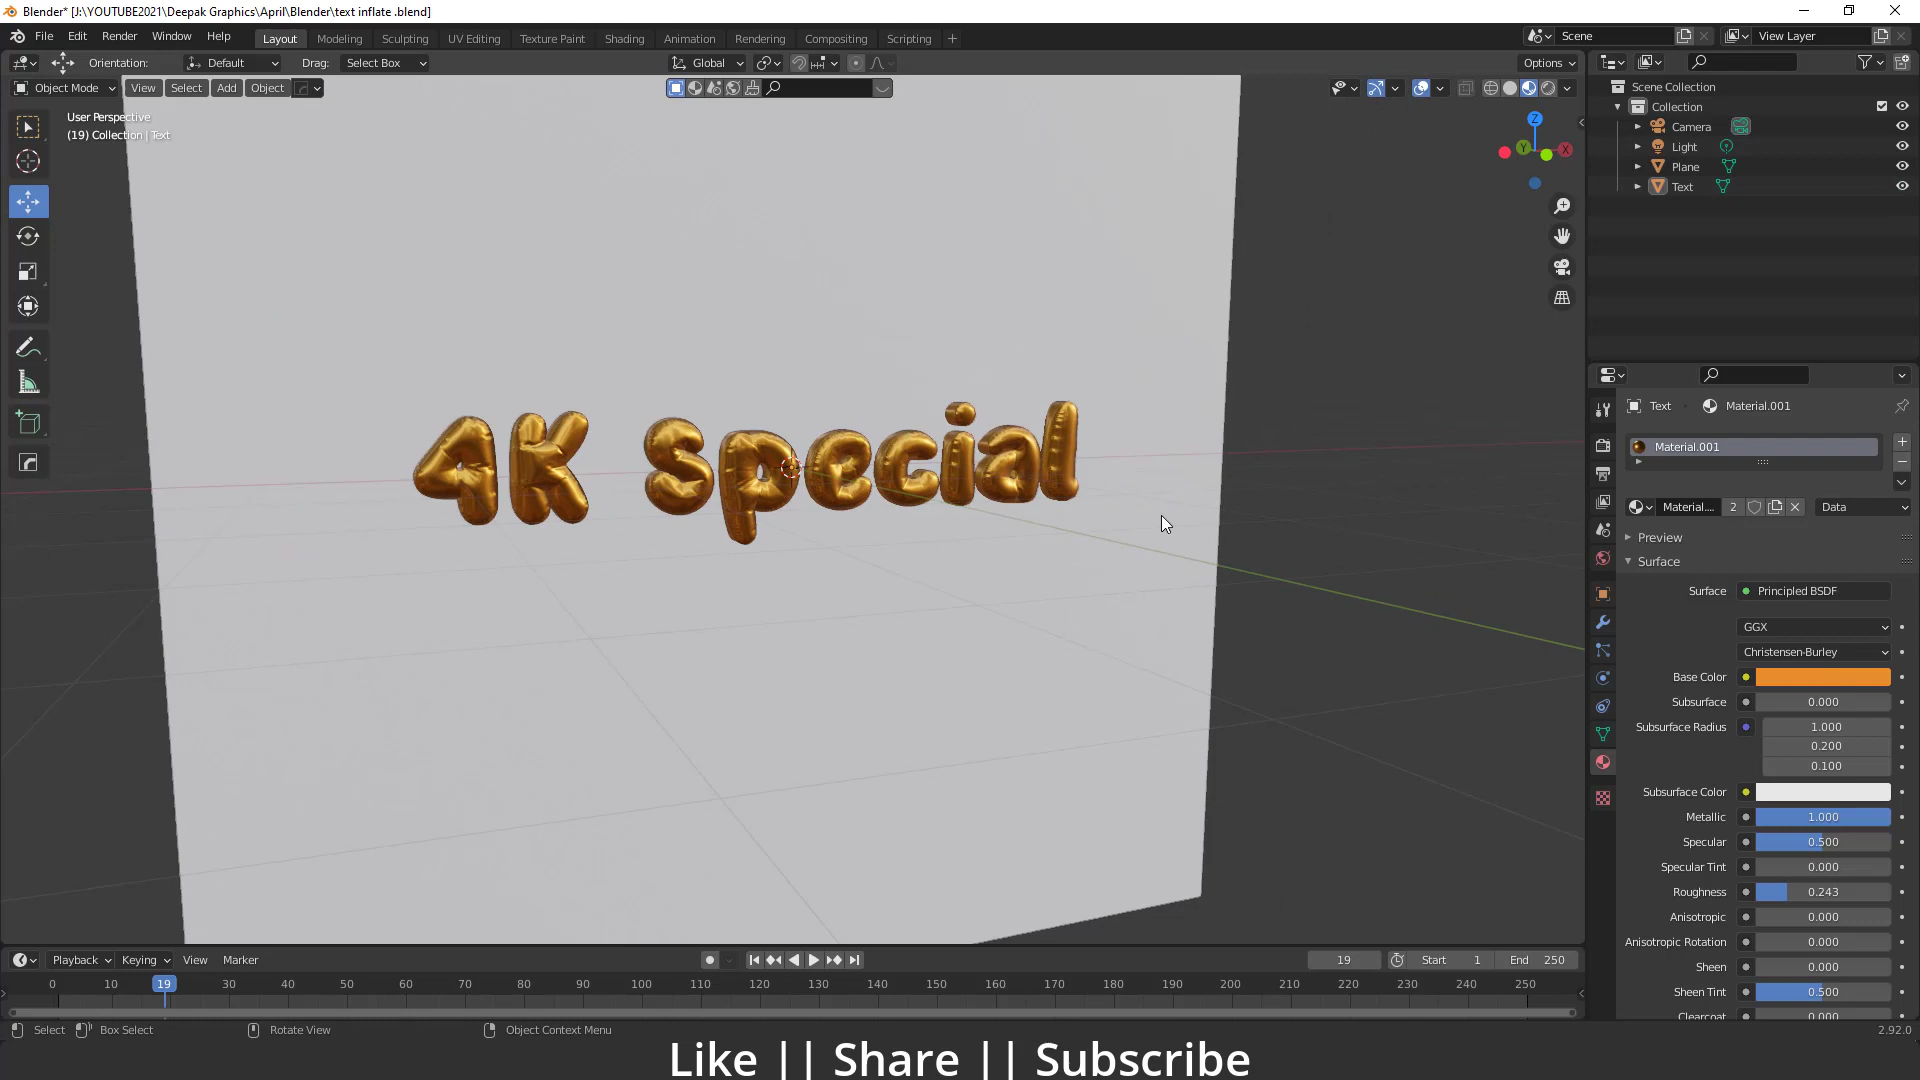 Blender* [J:\YOUTUBE2021\Deepak Graphics\April\Blender\text inflate .blend]
File Edit Render Window Help Layout Modeling Sculpting UV Editing Texture Paint Shading Animation Rendering Compositing Scripting + Scene View Layer
Orientation: Default Drag: Select Box Global Options
Object Mode View Select Add Object
User Perspective
(19) Collection | Text
Z
Y X
Scene Collection
Collection
Camera
Light
Plane
Text
4K Special
Text Material.001
Material.001
Material.... 2 Data
Preview
Surface
Surface Principled BSDF
GGX
Christensen-Burley
Base Color
Subsurface 0.000
Subsurface Radius 1.000
0.200
0.100
Subsurface Color
Metallic 1.000
Specular 0.500
Specular Tint 0.000
Roughness 0.243
Anisotropic 0.000
Anisotropic Rotation 0.000
Sheen 0.000
Sheen Tint 0.500
Clearcoat 0.000
Playback Keying View Marker 19 Start 1 End 250
0 10 19 30 40 50 60 70 80 90 100 110 120 130 140 150 160 170 180 190 200 210 220 230 240 250
Select Box Select Rotate View Object Context Menu 2.92.0
Like || Share || Subscribe